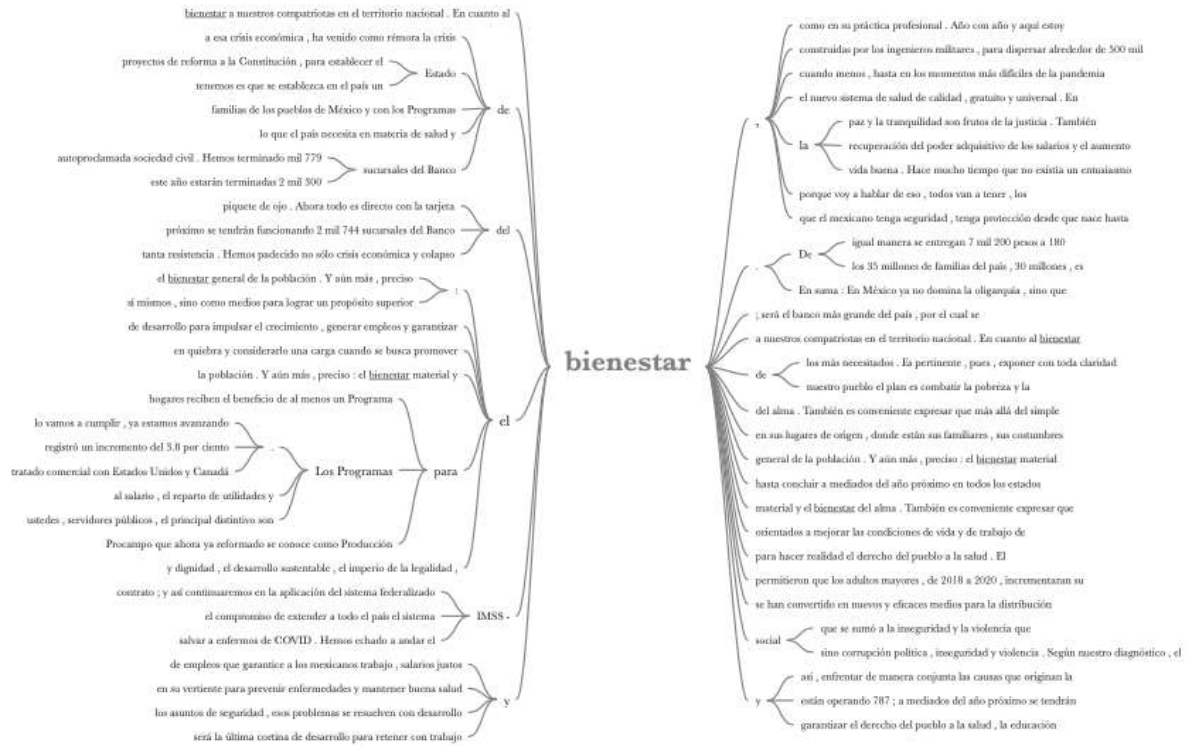 bienestar a nuestros compatriotas en el territorio nacional . En cuanto al
a esa crisis económica , ha venido como rémora la crisis
proyectos de reforma a la Constitución , para establecer el
tenemos es que se establezca en el país un
Estado
familias de los pueblos de México y con los Programas
lo que el país necesita en materia de salud y
autoproclamada sociedad civil . Hemos terminado mil 779
este año estarán terminadas 2 mil 300
sucursales del Banco
de
piquete de ojo . Ahora todo es directo con la tarjeta
próximo se tendrán funcionando 2 mil 744 sucursales del Banco
tanta resistencia . Hemos padecido no sólo crisis económica y colapso
del
el bienestar general de la población . Y aún más , preciso
sí mismos , sino como medios para lograr un propósito superior
:
de desarrollo para impulsar el crecimiento , generar empleos y garantizar
en quiebra y considerarlo una carga cuando se busca promover
la población . Y aún más , preciso : el bienestar material y
hogares reciben el beneficio de al menos un Programa
lo vamos a cumplir , ya estamos avanzando
registró un incremento del 3.8 por ciento
tratado comercial con Estados Unidos y Canadá
.
al salario , el reparto de utilidades y
ustedes , servidores públicos , el principal distintivo son
Los Programas
Procampo que ahora ya reformado se conoce como Producción
para
y dignidad , el desarrollo sustentable , el imperio de la legalidad ,
el
contrato ; y así continuaremos en la aplicación del sistema federalizado
el compromiso de extender a todo el país el sistema
salvar a enfermos de COVID . Hemos echado a andar el
IMSS -
de empleos que garantice a los mexicanos trabajo , salarios justos
en su vertiente para prevenir enfermedades y mantener buena salud
los asuntos de seguridad , esos problemas se resuelven con desarrollo
será la última cortina de desarrollo para retener con trabajo
y
bienestar
,
como en su práctica profesional . Año con año y aquí estoy
construidas por los ingenieros militares , para dispersar alrededor de 500 mil
cuando menos , hasta en los momentos más difíciles de la pandemia
el nuevo sistema de salud de calidad , gratuito y universal . En
la
paz y la tranquilidad son frutos de la justicia . También
recuperación del poder adquisitivo de los salarios y el aumento
vida buena . Hace mucho tiempo que no existía un entusiasmo
porque voy a hablar de eso , todos van a tener , los
que el mexicano tenga seguridad , tenga protección desde que nace hasta
.
De
igual manera se entregan 7 mil 200 pesos a 180
los 35 millones de familias del país , 30 millones , es
En suma : En México ya no domina la oligarquía , sino que
; será el banco más grande del país , por el cual se
a nuestros compatriotas en el territorio nacional . En cuanto al bienestar
de
los más necesitados . Es pertinente , pues , exponer con toda claridad
nuestro pueblo el plan es combatir la pobreza y la
del alma . También es conveniente expresar que más allá del simple
en sus lugares de origen , donde están sus familiares , sus costumbres
general de la población . Y aún más , preciso : el bienestar material
hasta concluir a mediados del año próximo en todos los estados
material y el bienestar del alma . También es conveniente expresar que
orientados a mejorar las condiciones de vida y de trabajo de
para hacer realidad el derecho del pueblo a la salud . El
permitieron que los adultos mayores , de 2018 a 2020 , incrementaran su
se han convertido en nuevos y eficaces medios para la distribución
social
que se sumó a la inseguridad y la violencia que
sino corrupción política , inseguridad y violencia . Según nuestro diagnóstico , el
y
así , enfrentar de manera conjunta las causas que originan la
están operando 787 ; a mediados del año próximo se tendrán
garantizar el derecho del pueblo a la salud , la educación